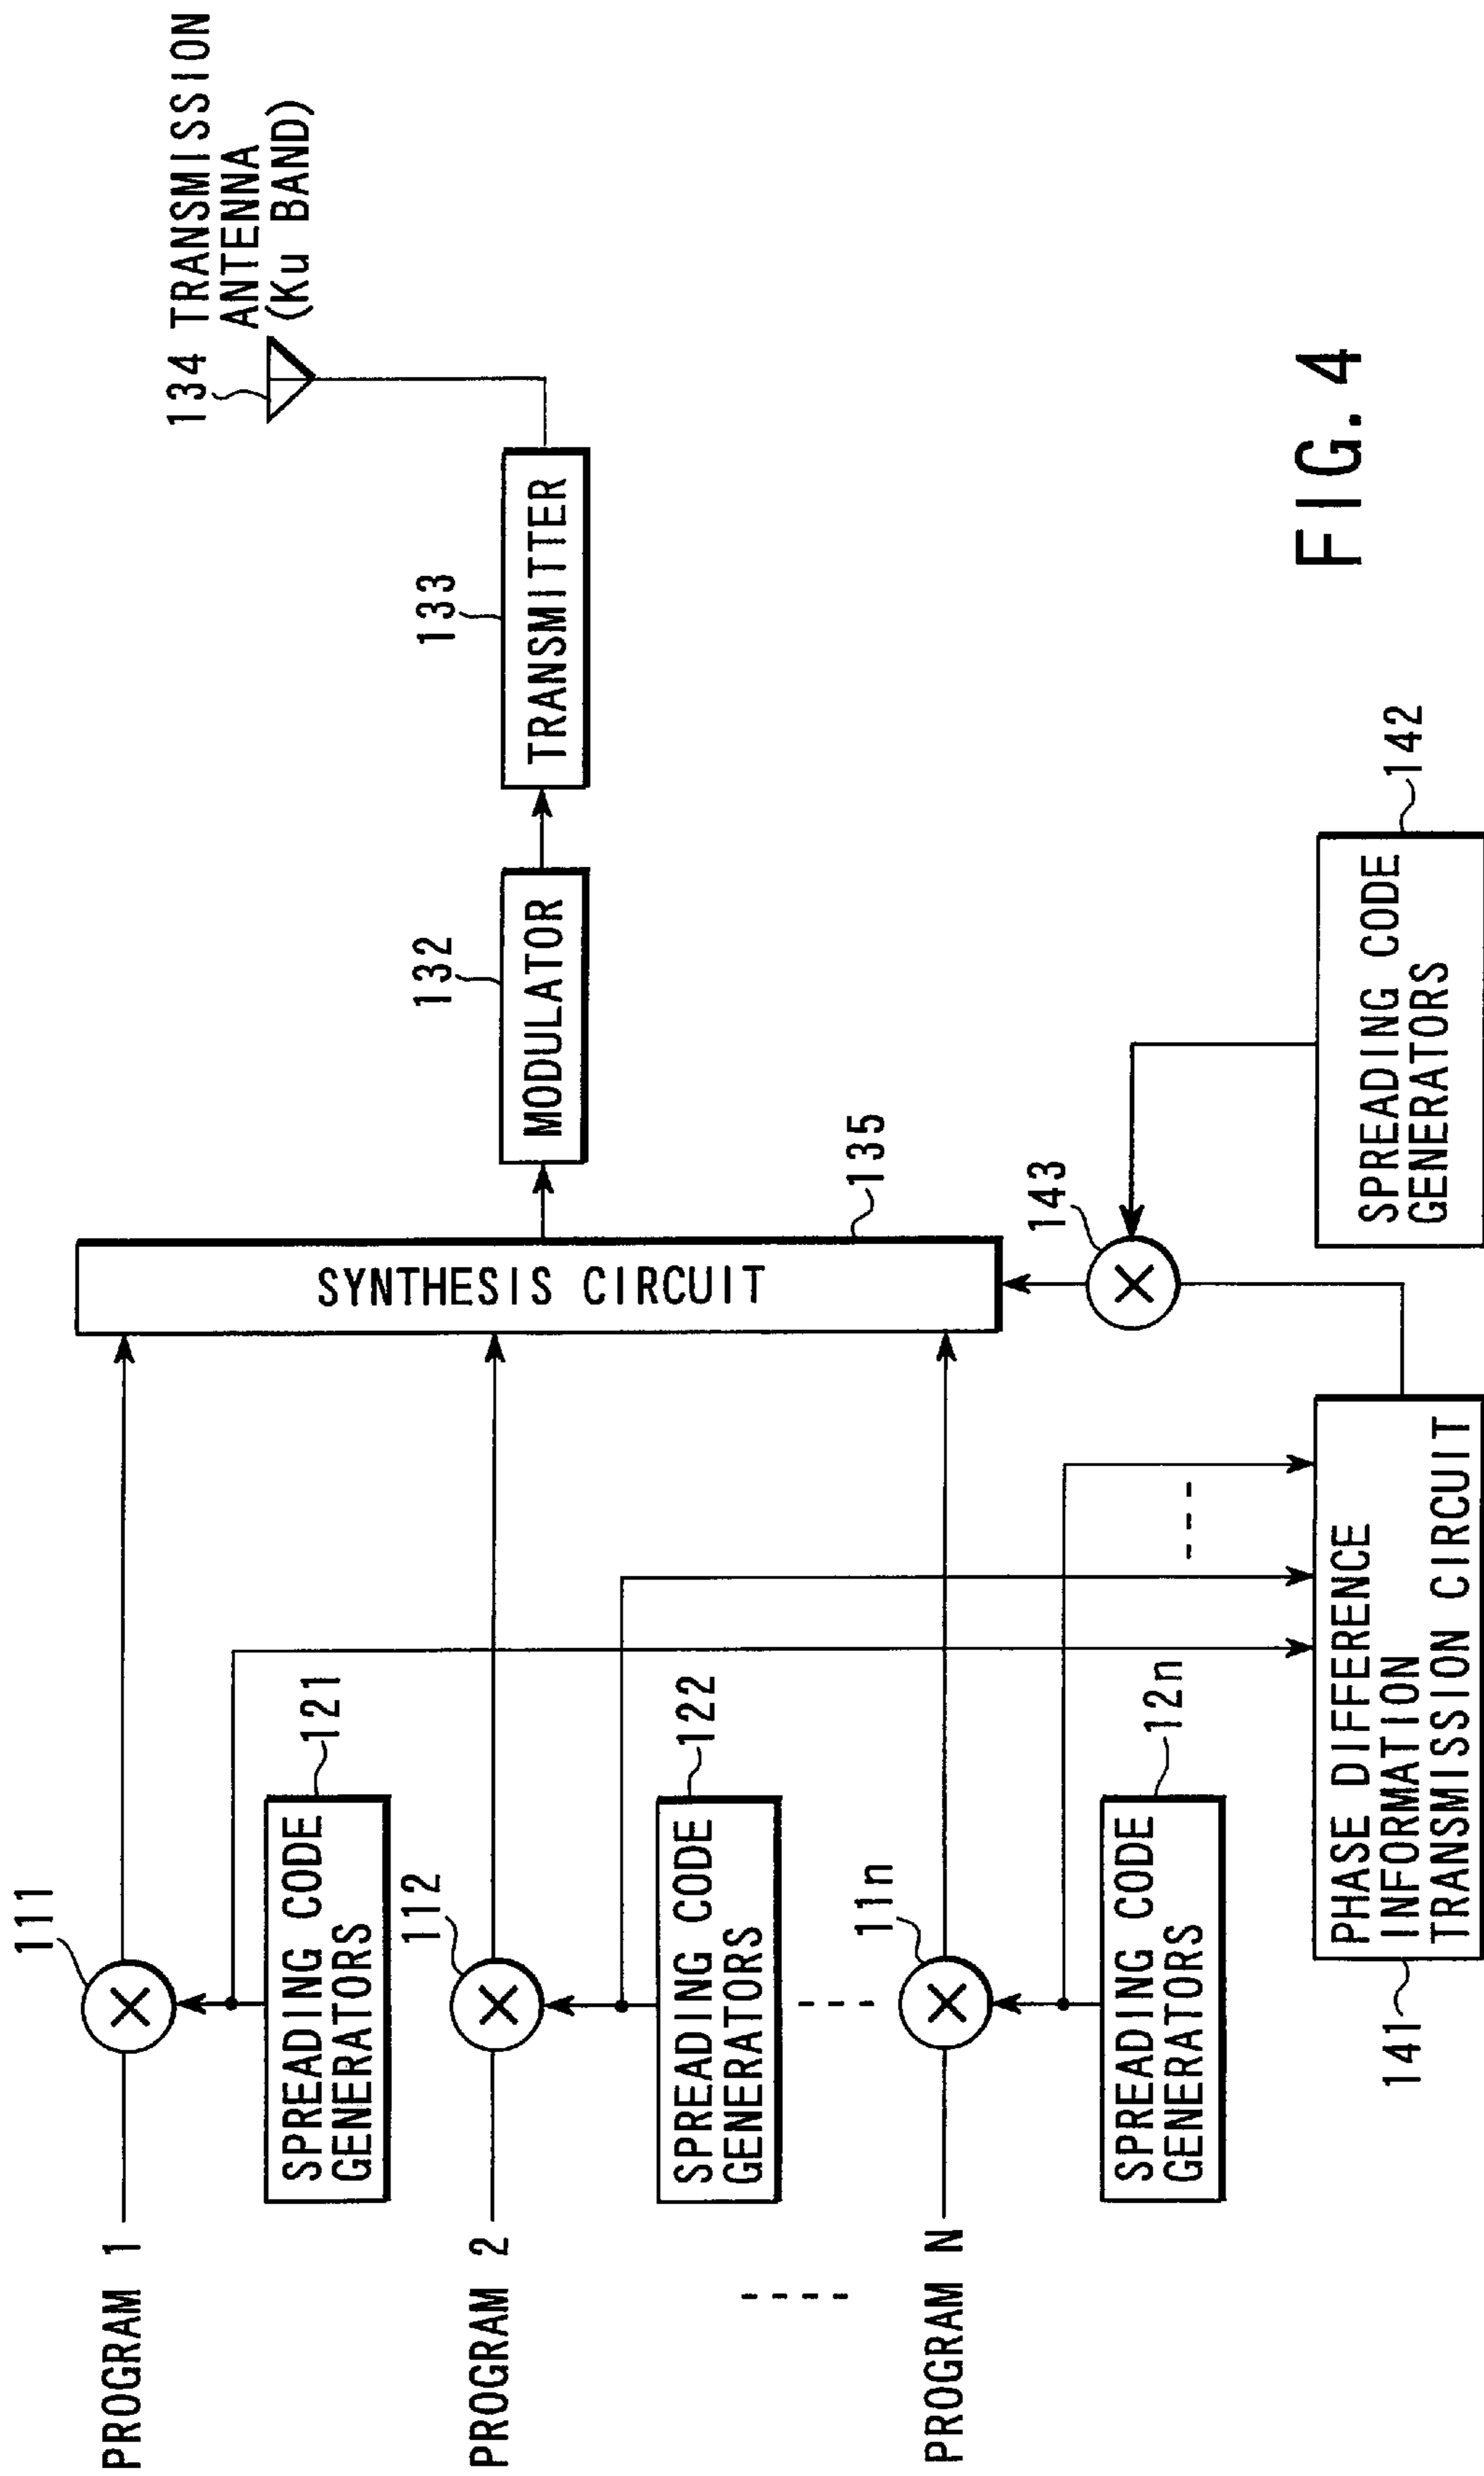 134 TRANSMISSION
ANTENNA
(Ku BAND)
133
TRANSMITTER
132
MODULATOR
135
SYNTHESIS CIRCUIT
143
142
SPREADING CODE
GENERATORS
111
PROGRAM 1
121
SPREADING CODE
GENERATORS
112
PROGRAM 2
122
SPREADING CODE
GENERATORS
11n
PROGRAM N
12n
SPREADING CODE
GENERATORS
141
PHASE DIFFERENCE
INFORMATION
TRANSMISSION CIRCUIT
FIG. 4